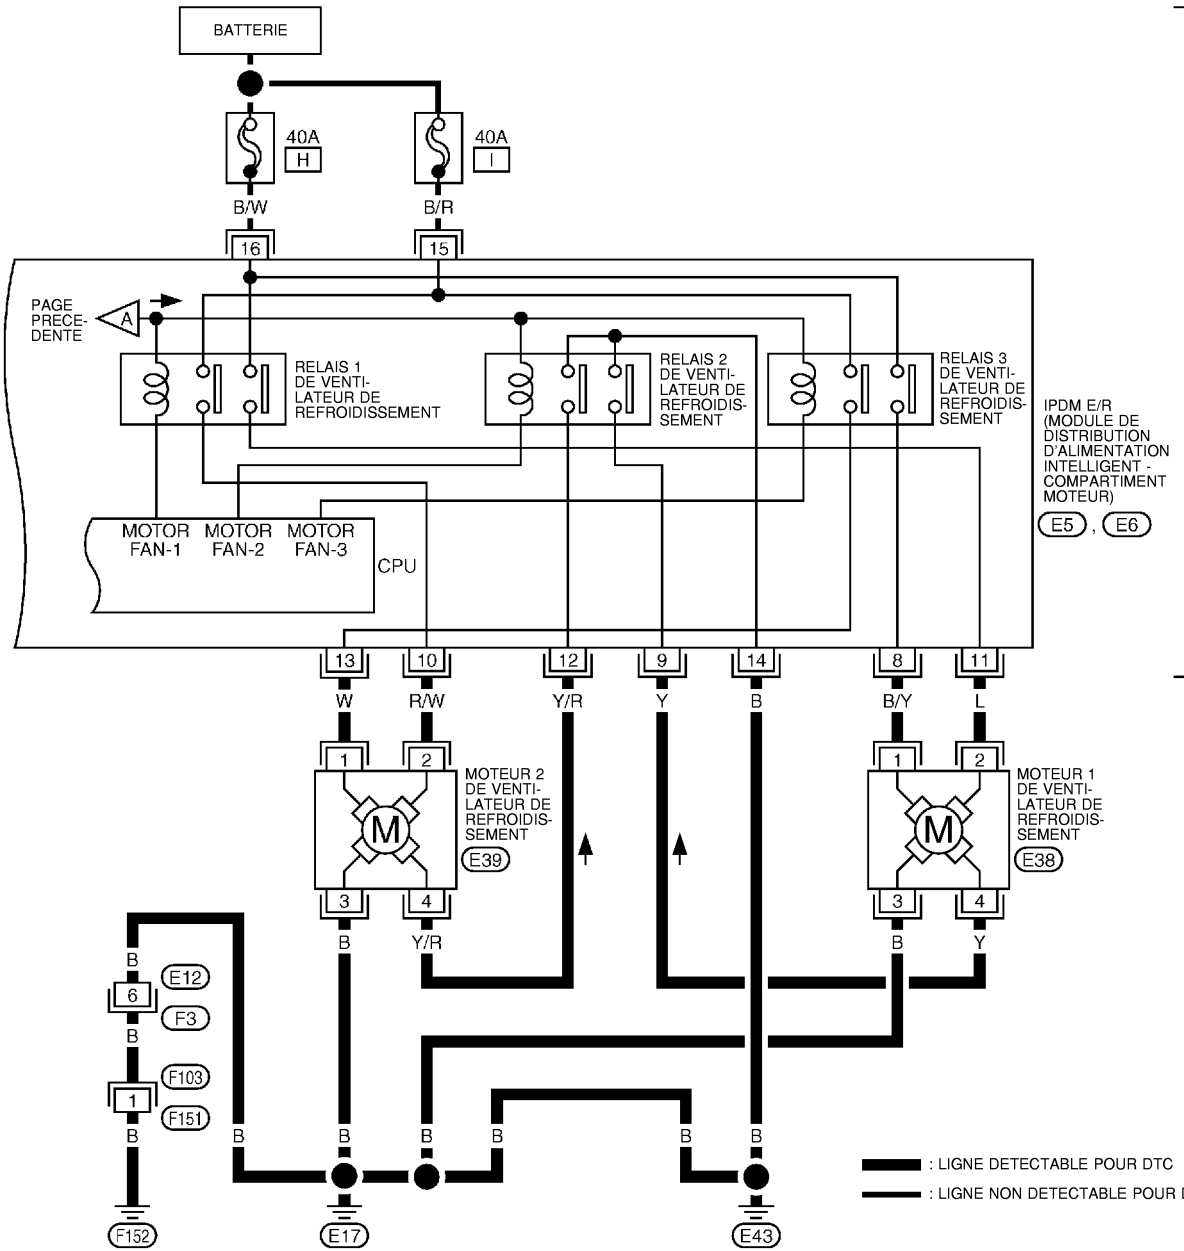 BATTERIE
40A
H
40A
I
B/W
B/R
16
15
PAGE
PRECE-
DENTE
A
RELAIS 1
DE VENTI-
LATEUR DE
REFROIDISSEMENT
RELAIS 2
DE VENTI-
LATEUR DE
REFROIDIS-
SEMENT
RELAIS 3
DE VENTI-
LATEUR DE
REFROIDIS-
SEMENT
IPDM E/R
(MODULE DE
DISTRIBUTION
D'ALIMENTATION
INTELLIGENT -
COMPARTIMENT
MOTEUR)
E5 , E6
MOTOR
FAN-1
MOTOR
FAN-2
MOTOR
FAN-3
CPU
13
10
12
9
14
8
11
W
R/W
Y/R
Y
B
B/Y
L
1
2
1
2
M
MOTEUR 2
DE VENTI-
LATEUR DE
REFROIDIS-
SEMENT
E39
M
MOTEUR 1
DE VENTI-
LATEUR DE
REFROIDIS-
SEMENT
E38
3
4
3
4
B
Y/R
B
Y
B
E12
6
F3
B
F103
1
F151
B
B
B
B
B
B
B
F152
E17
E43
: LIGNE DETECTABLE POUR DTC
: LIGNE NON DETECTABLE POUR